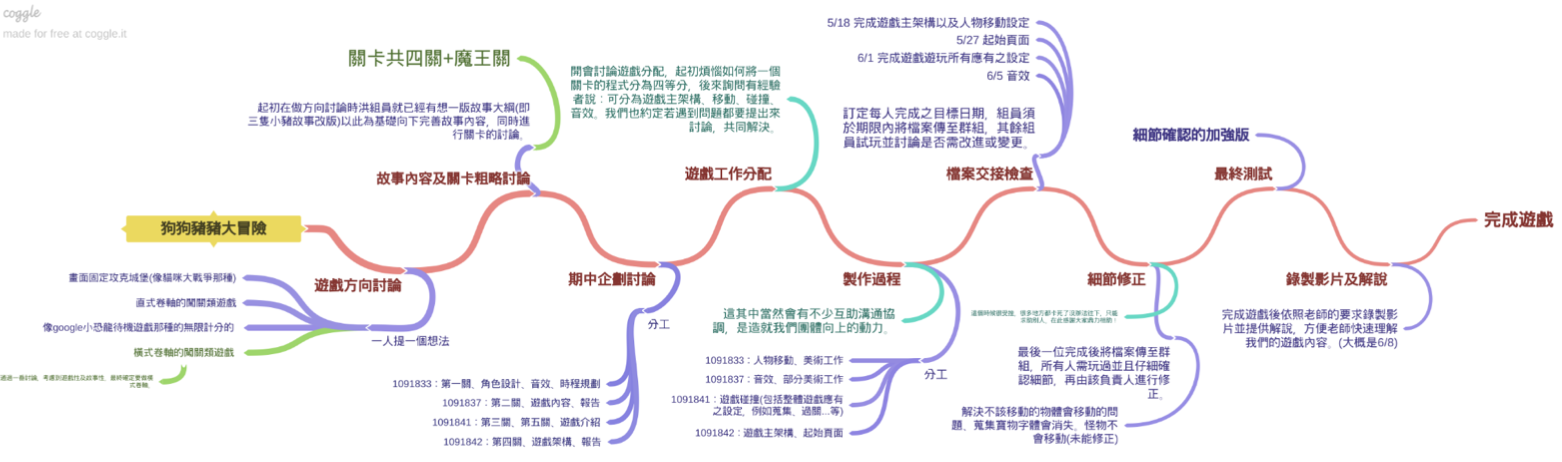 coggle
made for free at coggle.it
狗狗豬豬大冒險
遊戲方向討論
一人提一個想法
畫面固定攻克城堡(像貓咪大戰爭那種)
直式卷軸的闖關類遊戲
像google小恐龍待機遊戲那種的無限計分的
橫式卷軸的闖關類遊戲
故事內容及關卡粗略討論
關卡共四關+魔王關
起初在做方向討論時洪組員就已經有想一版故事大綱(即
三隻小豬故事改版)以此為基礎向下完善故事內容，同時進
行關卡的討論。
期中企劃討論
分工
1091833：第一關、角色設計、音效、時程規劃
1091837：第二關、遊戲內容、報告
1091841：第三關、第五關、遊戲介紹
1091842：第四關、遊戲架構、報告
遊戲工作分配
開會討論遊戲分配，起初煩惱如何將一個
關卡的程式分為四等分，後來詢問有經驗
者說：可分為遊戲主架構、移動、碰撞、
音效。我們也約定若遇到問題都要提出來
討論，共同解決。
製作過程
這其中當然會有不少互助溝通協
調，是造就我們團體向上的動力。
分工
1091833：人物移動、美術工作
1091837：音效、部分美術工作
1091841：遊戲碰撞(包括整體遊戲應有
之設定，例如蒐集、過關...等)
1091842：遊戲主架構、起始頁面
檔案交接檢查
5/18 完成遊戲主架構以及人物移動設定
5/27 起始頁面
6/1 完成遊戲遊玩所有應有之設定
6/5 音效
訂定每人完成之目標日期，組員須
於期限內將檔案傳至群組，其餘組
員試玩並討論是否需改進或變更。
細節修正
最後一位完成後將檔案傳至群
組，所有人需玩過並且仔細確
認細節，再由該負責人進行修
正。
解決不該移動的物體會移動的問
題、蒐集寶物字體會消失、怪物不
會移動(未能修正)
最終測試
細節確認的加強版
錄製影片及解說
完成遊戲後依照老師的要求錄製影
片並提供解說，方便老師快速理解
我們的遊戲內容。(大概是6/8)
完成遊戲